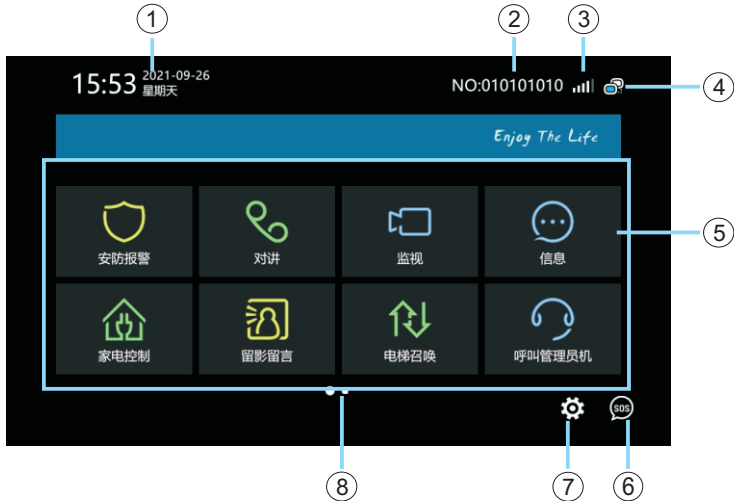 ① ② ③
15:53 2021-09-26
星期天
NO:010101010
④
Enjoy The Life
⑤
安防报警 对讲 监视 信息
家电控制 留影留言 电梯召唤 呼叫管理员机
SOS
⑧ ⑦ ⑥